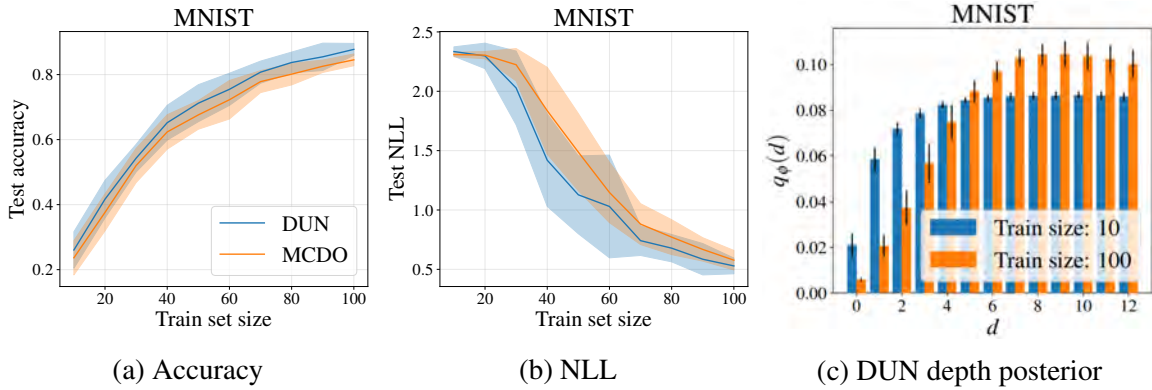 MNIST
Test accuracy
0.8
0.6
0.4
0.2
DUN
MCDO
20 40 60 80 100
Train set size
(a) Accuracy
MNIST
Test NLL
2.5
2.0
1.5
1.0
0.5
20 40 60 80 100
Train set size
(b) NLL
MNIST
qϕ(d)
0.10
0.08
0.06
0.04
0.02
0.00
Train size: 10
Train size: 100
0 2 4 6 8 10 12
d
(c) DUN depth posterior